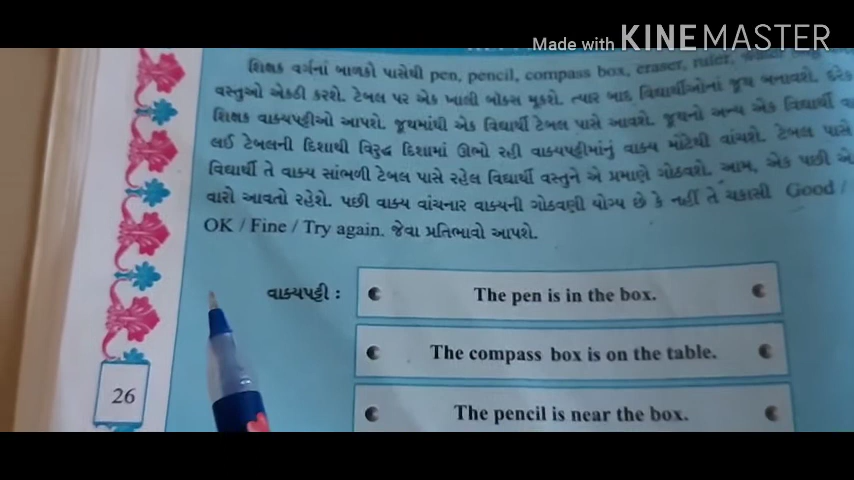 Made with KINEMASTER
શિક્ષક વર્ગનાં બાળકો પાસેથી pen, pencil, compass box, eraser, ruler,
વસ્તુઓ એકઠી કરશે. ટેબલ પર એક ખાલી બૉક્સ મૂકશે. ત્યાર બાદ વિદ્યાર્થીઓનાં જૂથ બનાવશે. દરેક
શિક્ષક વાક્યપટ્ટીઓ આપશે. જૂથમાંથી એક વિદ્યાર્થી ટેબલ પાસે આવશે. જૂથનો અન્ય એક વિદ્યાર્થી
લઈ ટેબલની દિશાથી વિરુદ્ધ દિશામાં ઊભો રહી વાક્યપટ્ટીમાંનું વાક્ય મોટેથી વાંચશે. ટેબલ પાસે
વિદ્યાર્થી તે વાક્ય સાંભળી ટેબલ પાસે રહેલ વિદ્યાર્થી વસ્તુને એ પ્રમાણે ગોઠવશે. આમ, એક પછી એ
વારો આવતો રહેશે. પછી વાક્ય વાંચનાર વાક્યની ગોઠવણી યોગ્ય છે કે નહીં તે ચકાસી Good /
OK / Fine / Try again. જેવા પ્રતિભાવો આપશે.
વાક્યપટ્ટી : The pen is in the box.
The compass box is on the table.
The pencil is near the box.
26